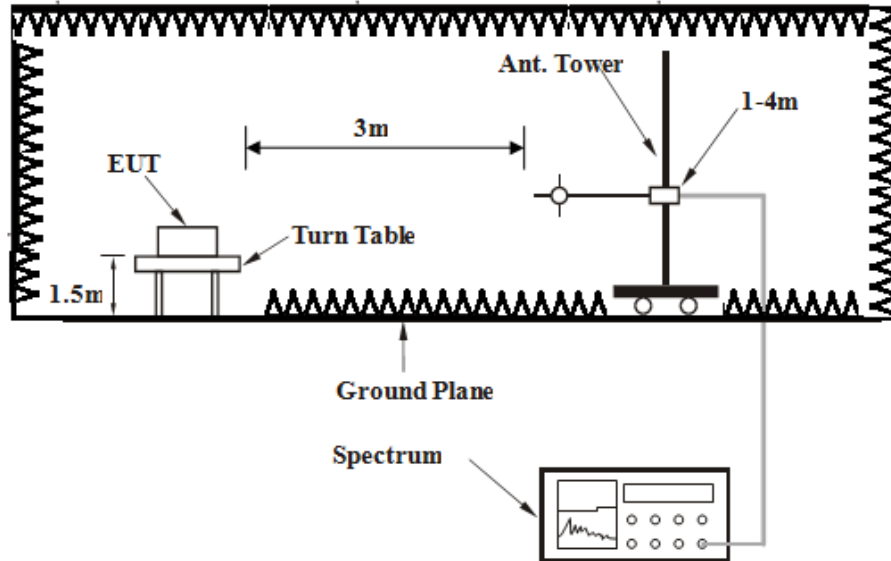 Ant. Tower
1-4m
3m
EUT
Turn Table
1.5m
Ground Plane
Spectrum